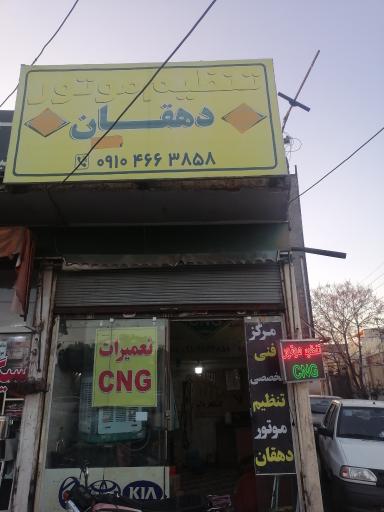 تنظیم موتور
دهقان
۰۹۱۰ ۴۶۶ ۳۸۵۸
تعمیرات
CNG
مرکز
فنی
تخصصی
تنظیم
موتور
دهقان
تنظیم موتور
CNG
KIA